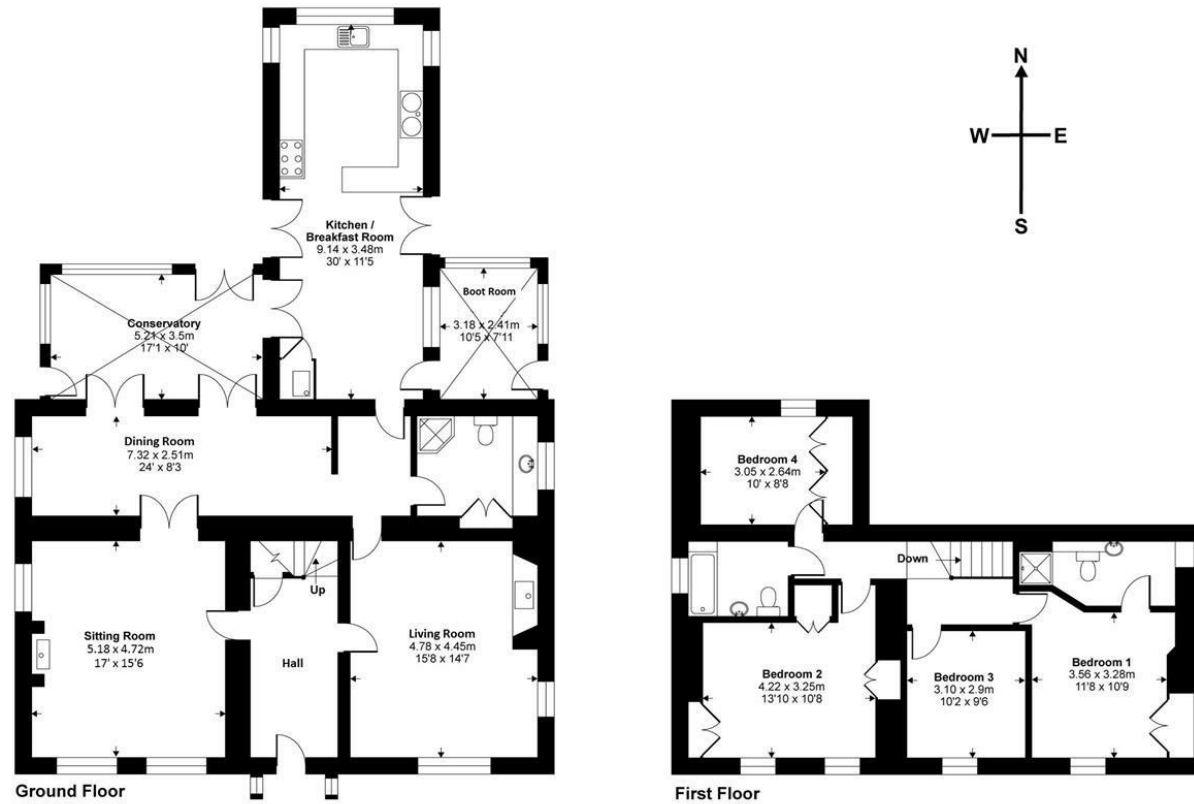 N
W
E
S
Kitchen /
Breakfast Room
9.14 x 3.48m
30' x 11'5
Boot Room
3.18 x 2.41m
10'5 x 7'11
Conservatory
5.21 x 3.5m
17'1 x 10'
Dining Room
7.32 x 2.51m
24' x 8'3
Up
Sitting Room
5.18 x 4.72m
17' x 15'6
Hall
Living Room
4.78 x 4.45m
15'8 x 14'7
Ground Floor
Bedroom 4
3.05 x 2.64m
10' x 8'8
Down
Bedroom 2
4.22 x 3.25m
13'10 x 10'8
Bedroom 3
3.10 x 2.9m
10'2 x 9'6
Bedroom 1
3.56 x 3.28m
11'8 x 10'9
First Floor